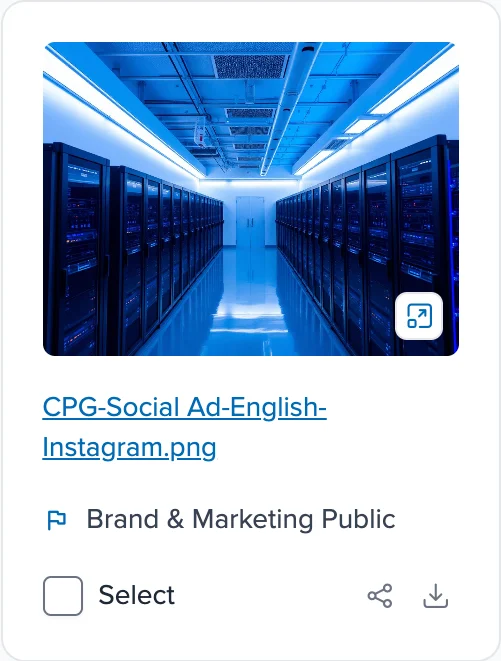 CPG-Social Ad-English-
Instagram.png
Brand & Marketing Public
Select